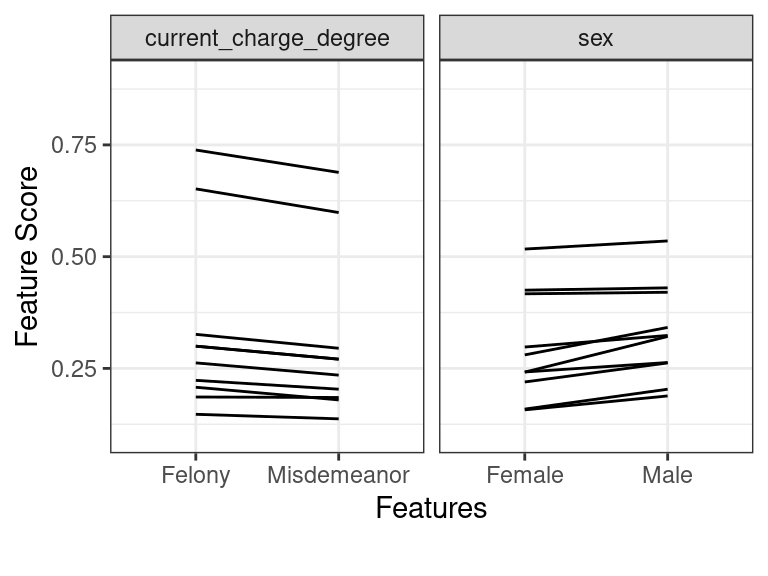 current_charge_degree
sex
Feature Score
0.75
0.50
0.25
Felony Misdemeanor
Female Male
Features